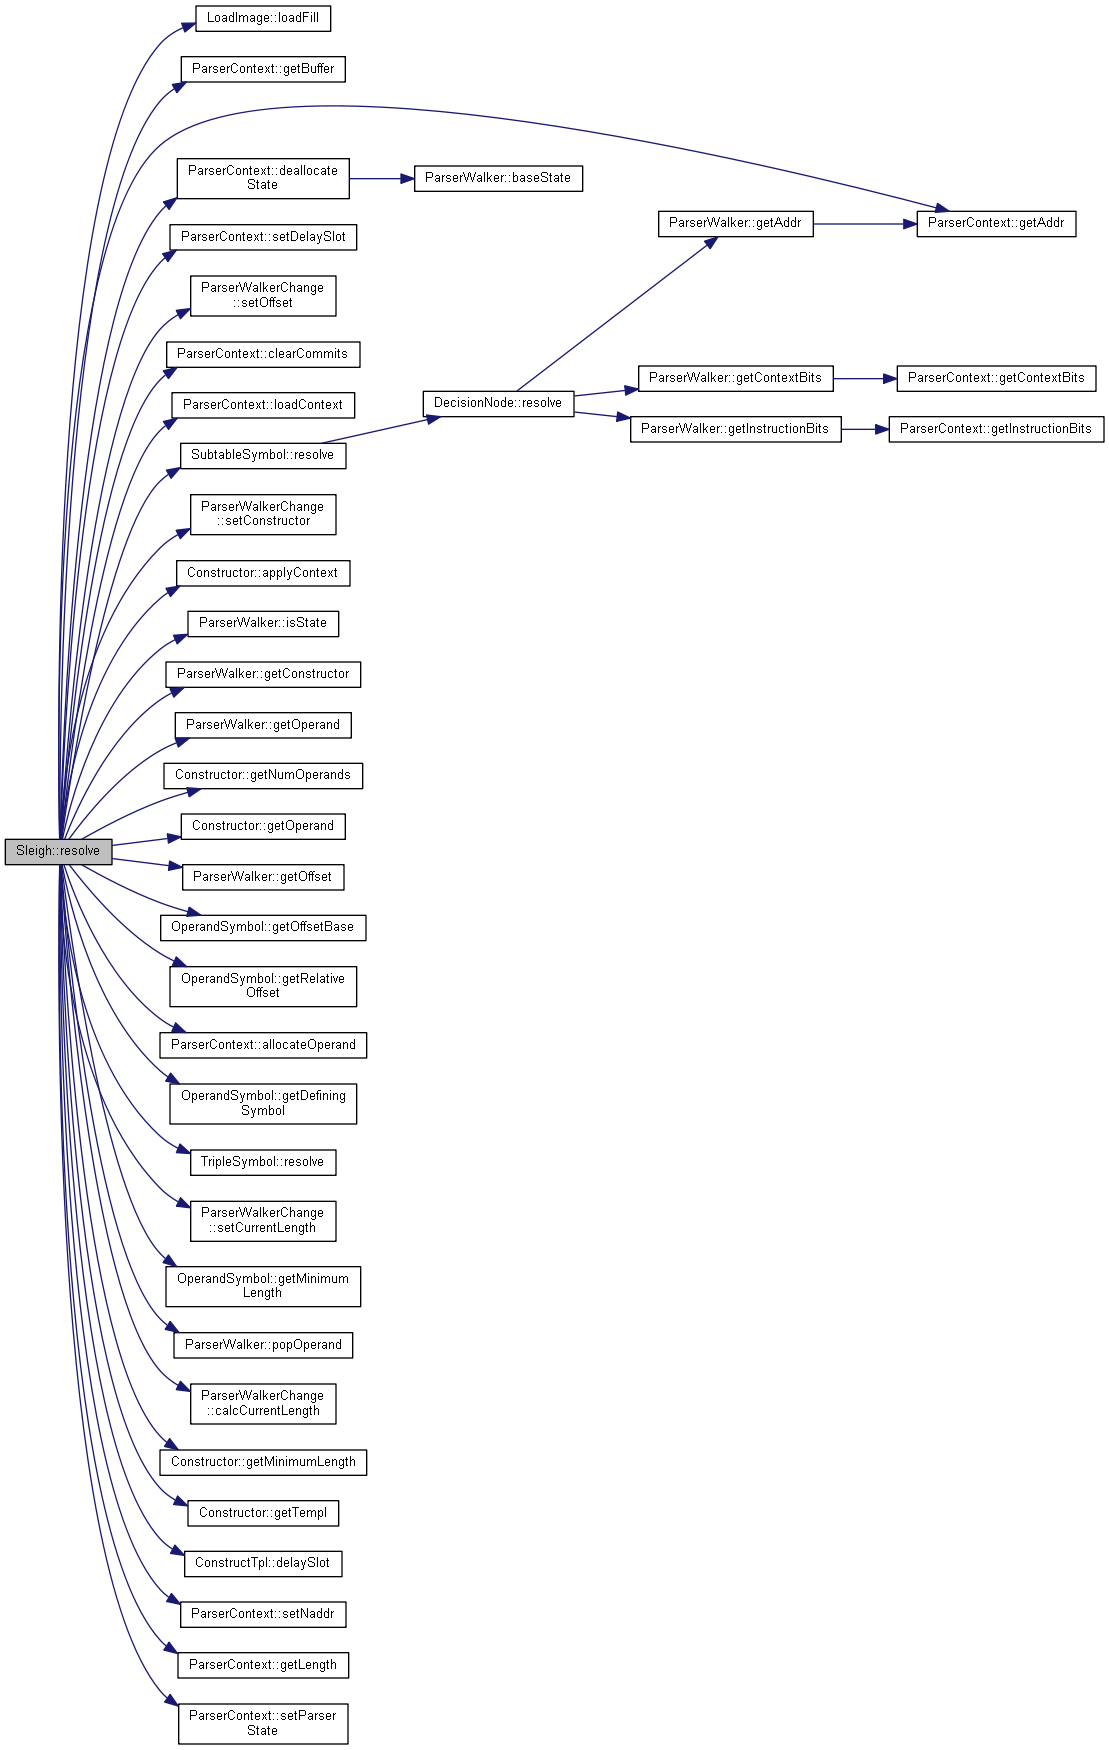 LoadImage::loadFill
ParserContext::getBuffer
ParserContext::deallocate
State
ParserWalker::baseState
ParserWalker::getAddr
ParserContext::getAddr
ParserContext::setDelaySlot
ParserWalkerChange
::setOffset
ParserContext::clearCommits
ParserWalker::getContextBits
ParserContext::getContextBits
ParserContext::loadContext
DecisionNode::resolve
ParserWalker::getInstructionBits
ParserContext::getInstructionBits
SubtableSymbol::resolve
ParserWalkerChange
::setConstructor
Constructor::applyContext
ParserWalker::isState
ParserWalker::getConstructor
ParserWalker::getOperand
Constructor::getNumOperands
Constructor::getOperand
Sleigh::resolve
ParserWalker::getOffset
OperandSymbol::getOffsetBase
OperandSymbol::getRelative
Offset
ParserContext::allocateOperand
OperandSymbol::getDefining
Symbol
TripleSymbol::resolve
ParserWalkerChange
::setCurrentLength
OperandSymbol::getMinimum
Length
ParserWalker::popOperand
ParserWalkerChange
::calcCurrentLength
Constructor::getMinimumLength
Constructor::getTempl
ConstructTpl::delaySlot
ParserContext::setNaddr
ParserContext::getLength
ParserContext::setParser
State